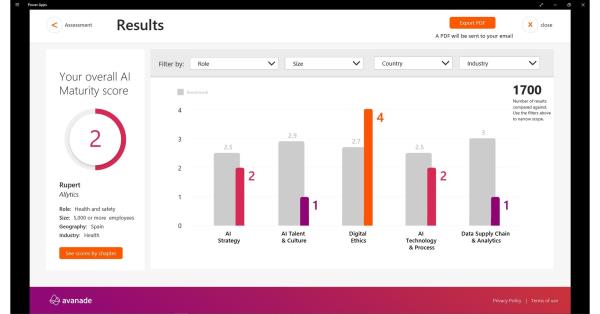 Power Apps
< Assessment
Results
Export PDF
X close
A PDF will be sent to your email
Your overall AI
Maturity score
2
Rupert
Allytics.
Role: Health and safety
Size: 5,000 or more employees
Geography: Spain
Industry: Health
See scores by chapter
Filter by: Role Size Country Industry
Benchmark
1700
Number of results
compared against.
Use the filters above
to narrow scope.
4
3
2
1
0
2.5
2
2.9
1
2.7
4
2.5
2
3
1
AI
Strategy
AI Talent
& Culture
Digital
Ethics
AI
Technology
& Process
Data Supply Chain
& Analytics
avanade
Privacy Policy | Terms of use